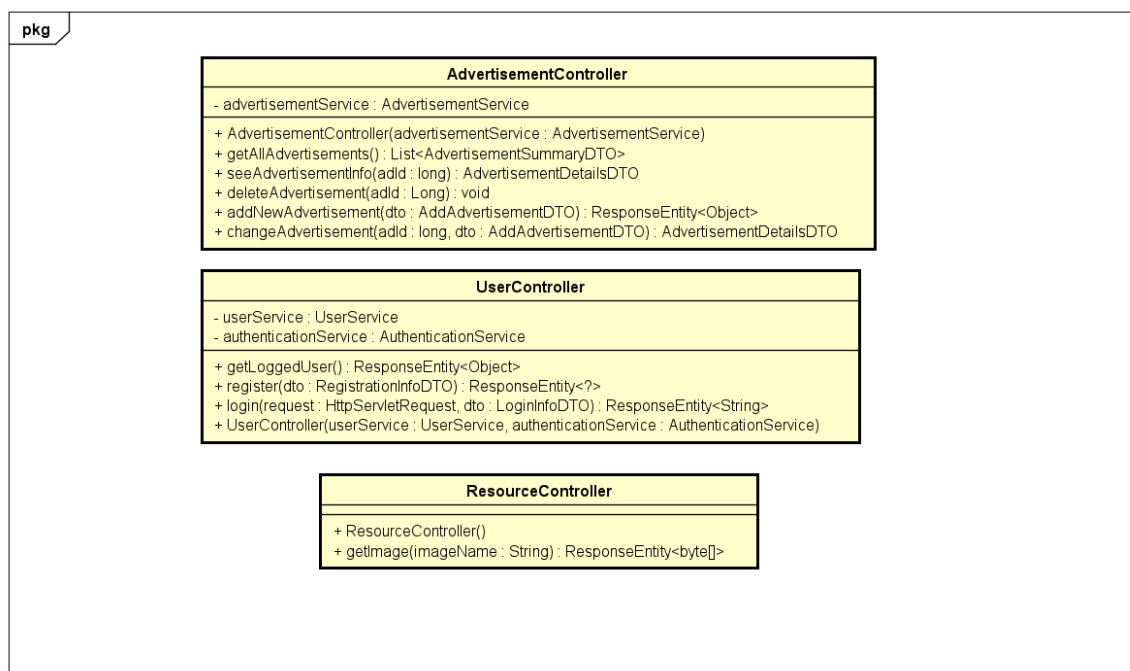 pkg
AdvertisementController
- advertisementService : AdvertisementService
+ AdvertisementController(advertisementService : AdvertisementService)
+ getAllAdvertisements() : List<AdvertisementSummaryDTO>
+ seeAdvertisementInfo(adId : long) : AdvertisementDetailsDTO
+ deleteAdvertisement(adId : Long) : void
+ addNewAdvertisement(dto : AddAdvertisementDTO) : ResponseEntity<Object>
+ changeAdvertisement(adId : long, dto : AddAdvertisementDTO) : AdvertisementDetailsDTO
UserController
- userService : UserService
- authenticationService : AuthenticationService
+ getLoggedUser() : ResponseEntity<Object>
+ register(dto : RegistrationInfoDTO) : ResponseEntity<?>
+ login(request : HttpServletRequest, dto : LoginInfoDTO) : ResponseEntity<String>
+ UserController(userService : UserService, authenticationService : AuthenticationService)
ResourceController
+ ResourceController()
+ getImage(imageName : String) : ResponseEntity<byte[]>